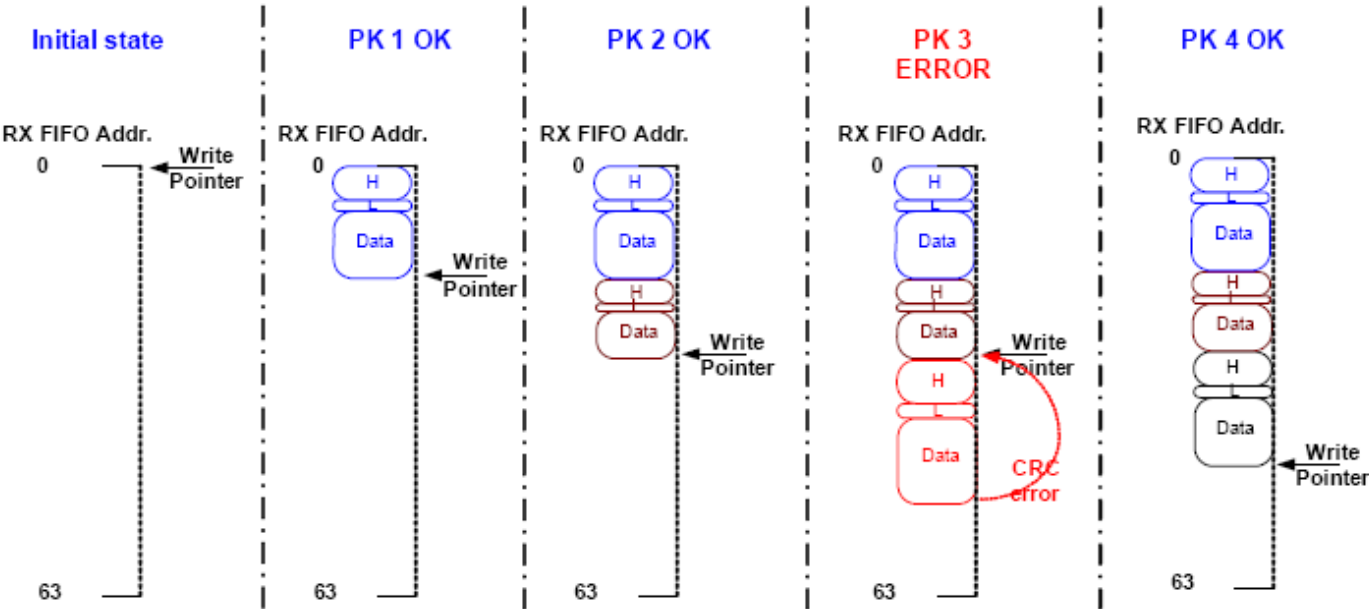 Initial state
RX FIFO Addr.
0
Write
Pointer
63
PK 1 OK
RX FIFO Addr.
0
H
L
Data
Write
Pointer
63
PK 2 OK
RX FIFO Addr.
0
H
L
Data
H
L
Data
Write
Pointer
63
PK 3
ERROR
RX FIFO Addr.
0
H
L
Data
H
L
Data
Write
Pointer
H
L
Data
CRC
error
63
PK 4 OK
RX FIFO Addr.
0
H
L
Data
H
L
Data
H
L
Data
Write
Pointer
63